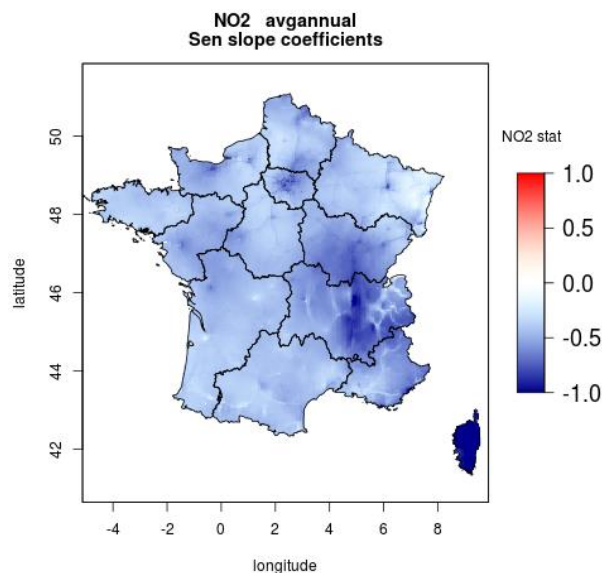 NO2 avgannual
Sen slope coefficients
NO2 stat
1.0
0.5
0.0
-0.5
-1.0
latitude
50
48
46
44
42
-4 -2 0 2 4 6 8
longitude